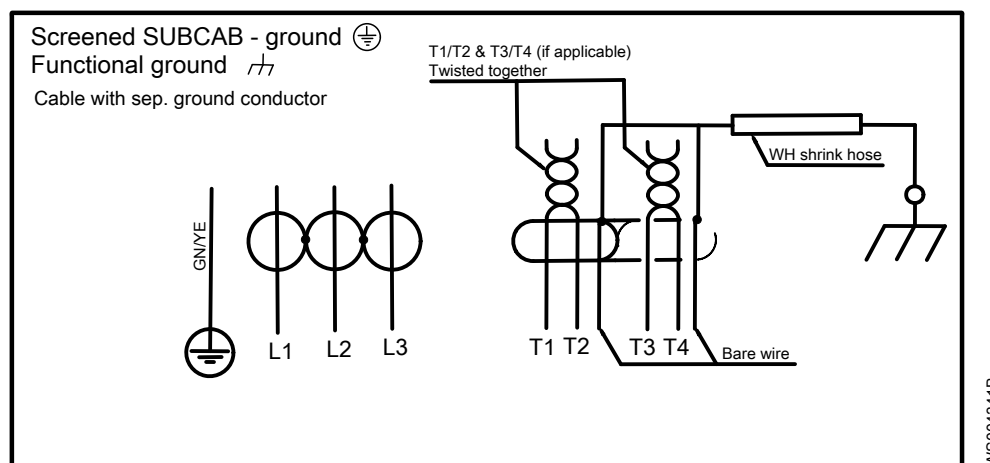 Screened SUBCAB - ground
Functional ground
Cable with sep. ground conductor
T1/T2 & T3/T4 (if applicable)
Twisted together
WH shrink hose
GN/YE
L1 L2 L3
T1 T2 T3 T4
Bare wire